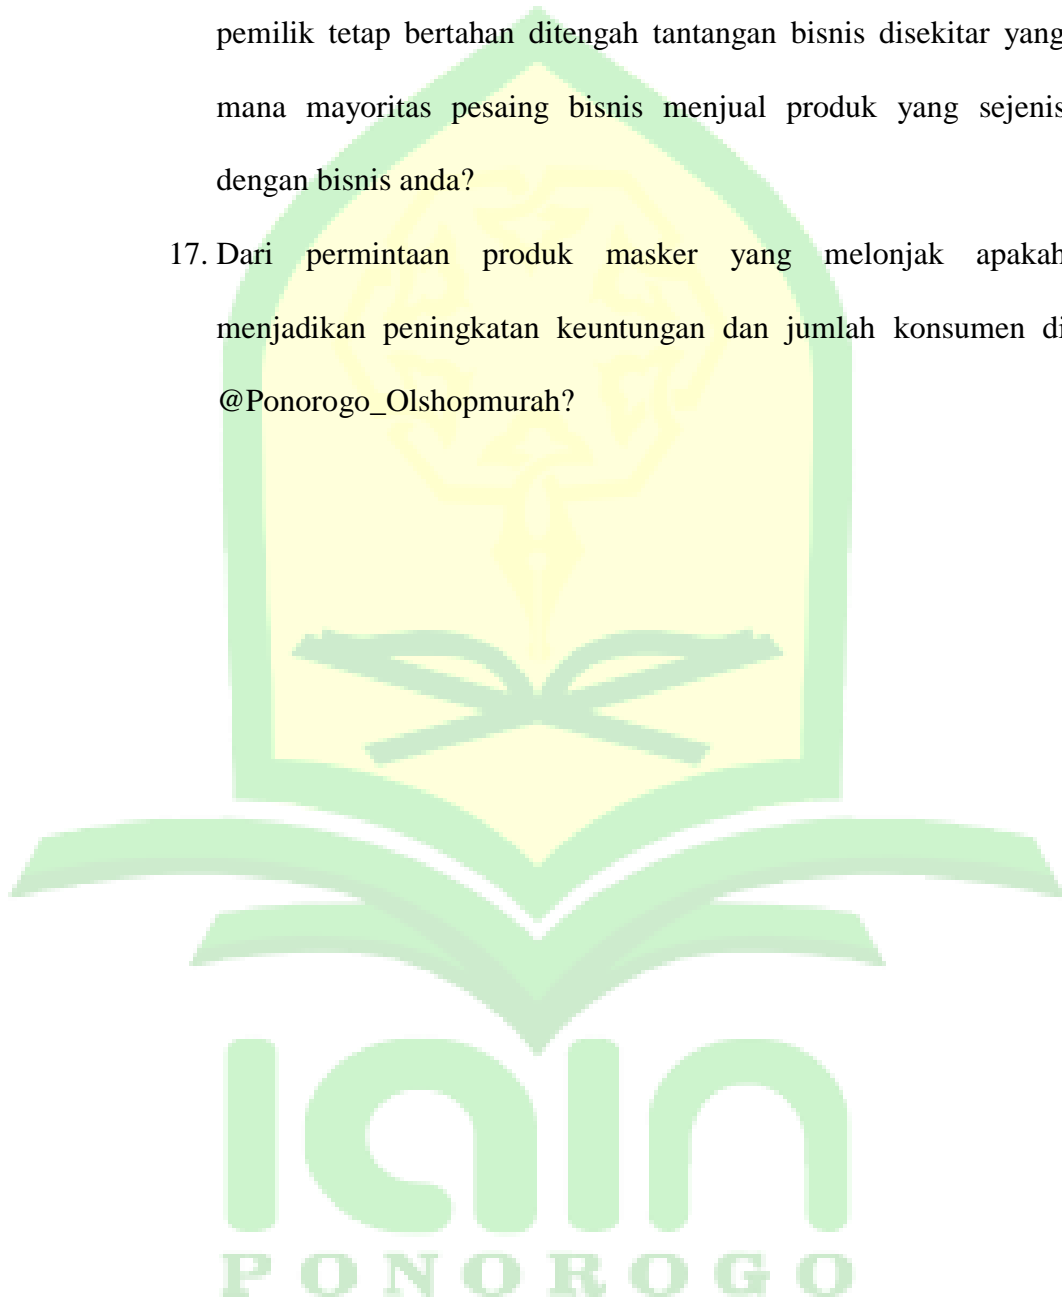 pemilik tetap bertahan ditengah tantangan bisnis disekitar yang
mana mayoritas pesaing bisnis menjual produk yang sejenis
dengan bisnis anda?
17. Dari permintaan produk masker yang melonjak apakah
menjadikan peningkatan keuntungan dan jumlah konsumen di
@Ponorogo_Olshopmurah?
iain
PONOROGO